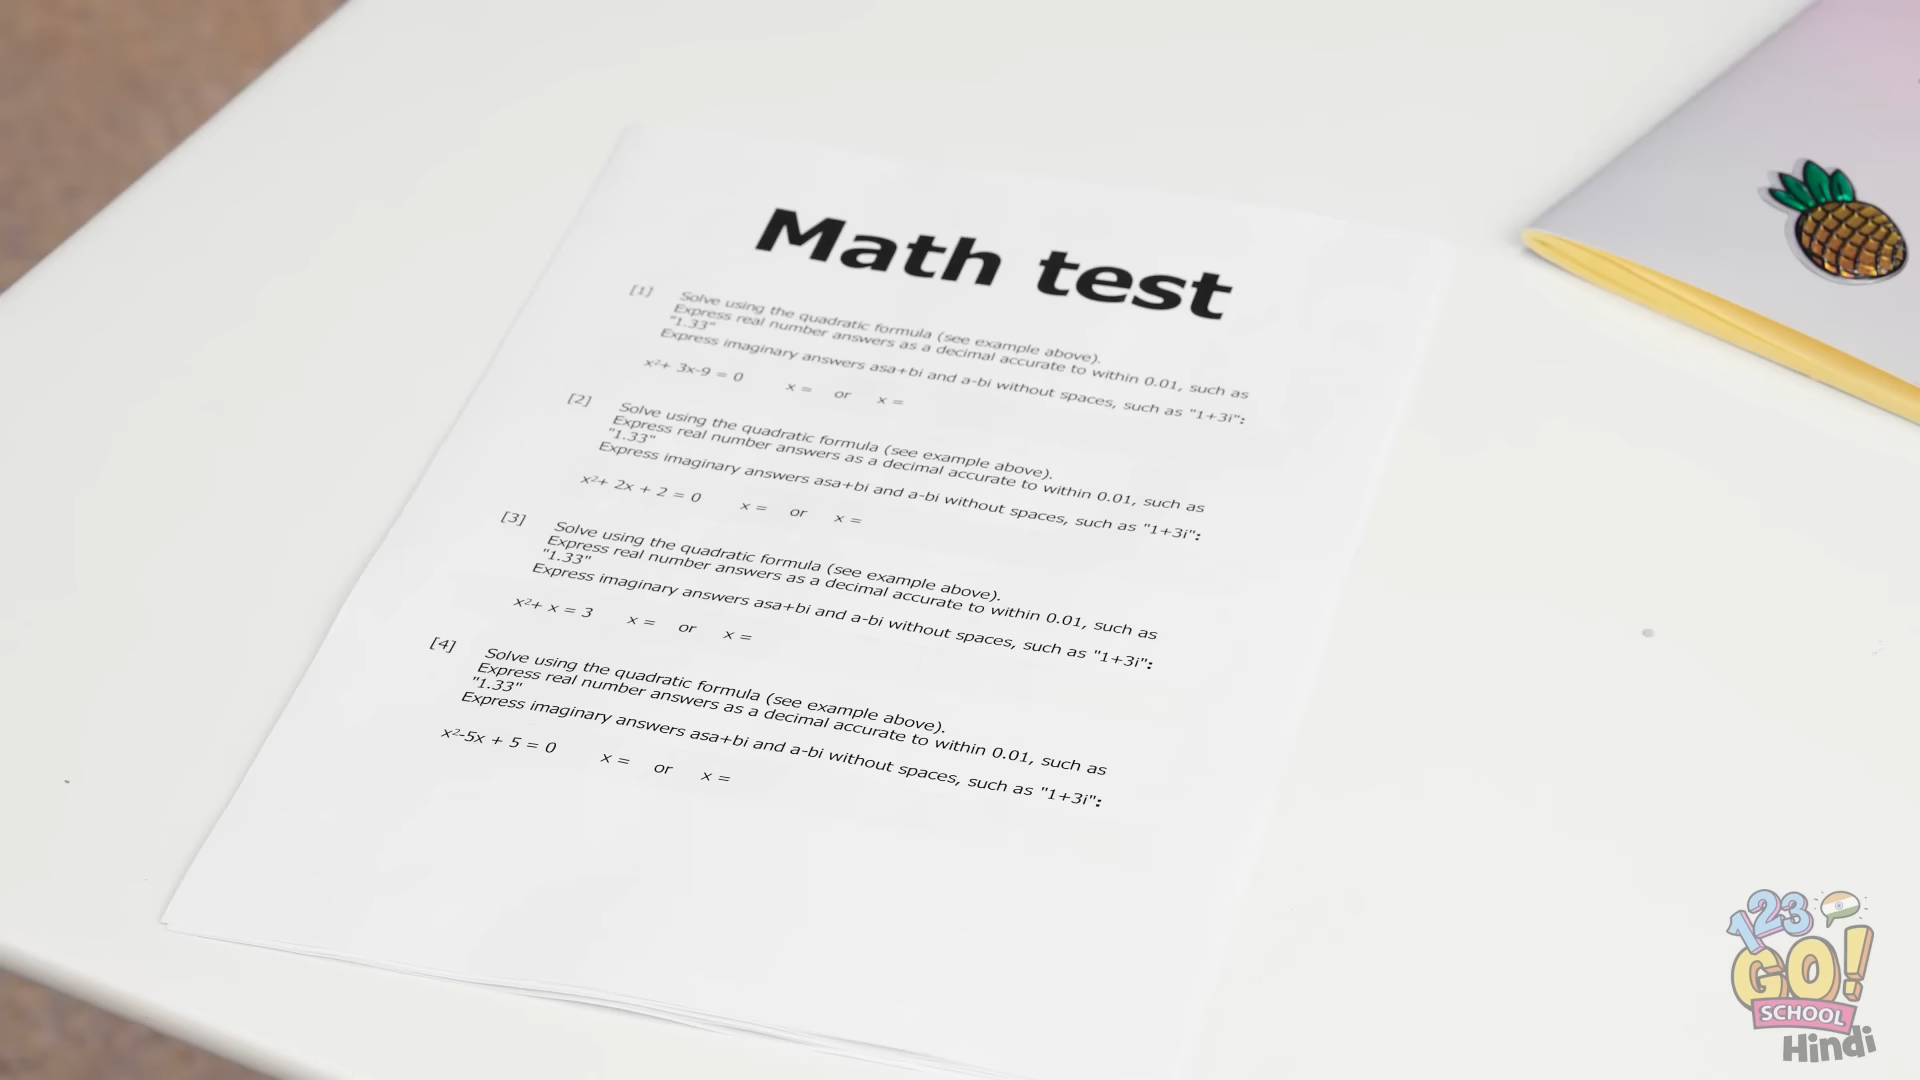 Math test
[1] Solve using the quadratic formula (see example above).
Express real number answers as a decimal accurate to within 0.01, such as
"1.33"
Express imaginary answers asa+bi and a-bi without spaces, such as "1+3i":
x²+ 3x-9 = 0 x = or x =
[2] Solve using the quadratic formula (see example above).
Express real number answers as a decimal accurate to within 0.01, such as
"1.33"
Express imaginary answers asa+bi and a-bi without spaces, such as "1+3i":
x²+ 2x + 2 = 0 x = or x =
[3] Solve using the quadratic formula (see example above).
Express real number answers as a decimal accurate to within 0.01, such as
"1.33"
Express imaginary answers asa+bi and a-bi without spaces, such as "1+3i":
x²+ x = 3 x = or x =
[4] Solve using the quadratic formula (see example above).
Express real number answers as a decimal accurate to within 0.01, such as
"1.33"
Express imaginary answers asa+bi and a-bi without spaces, such as "1+3i":
x²-5x + 5 = 0 x = or x =
123
GO!
SCHOOL
Hindi